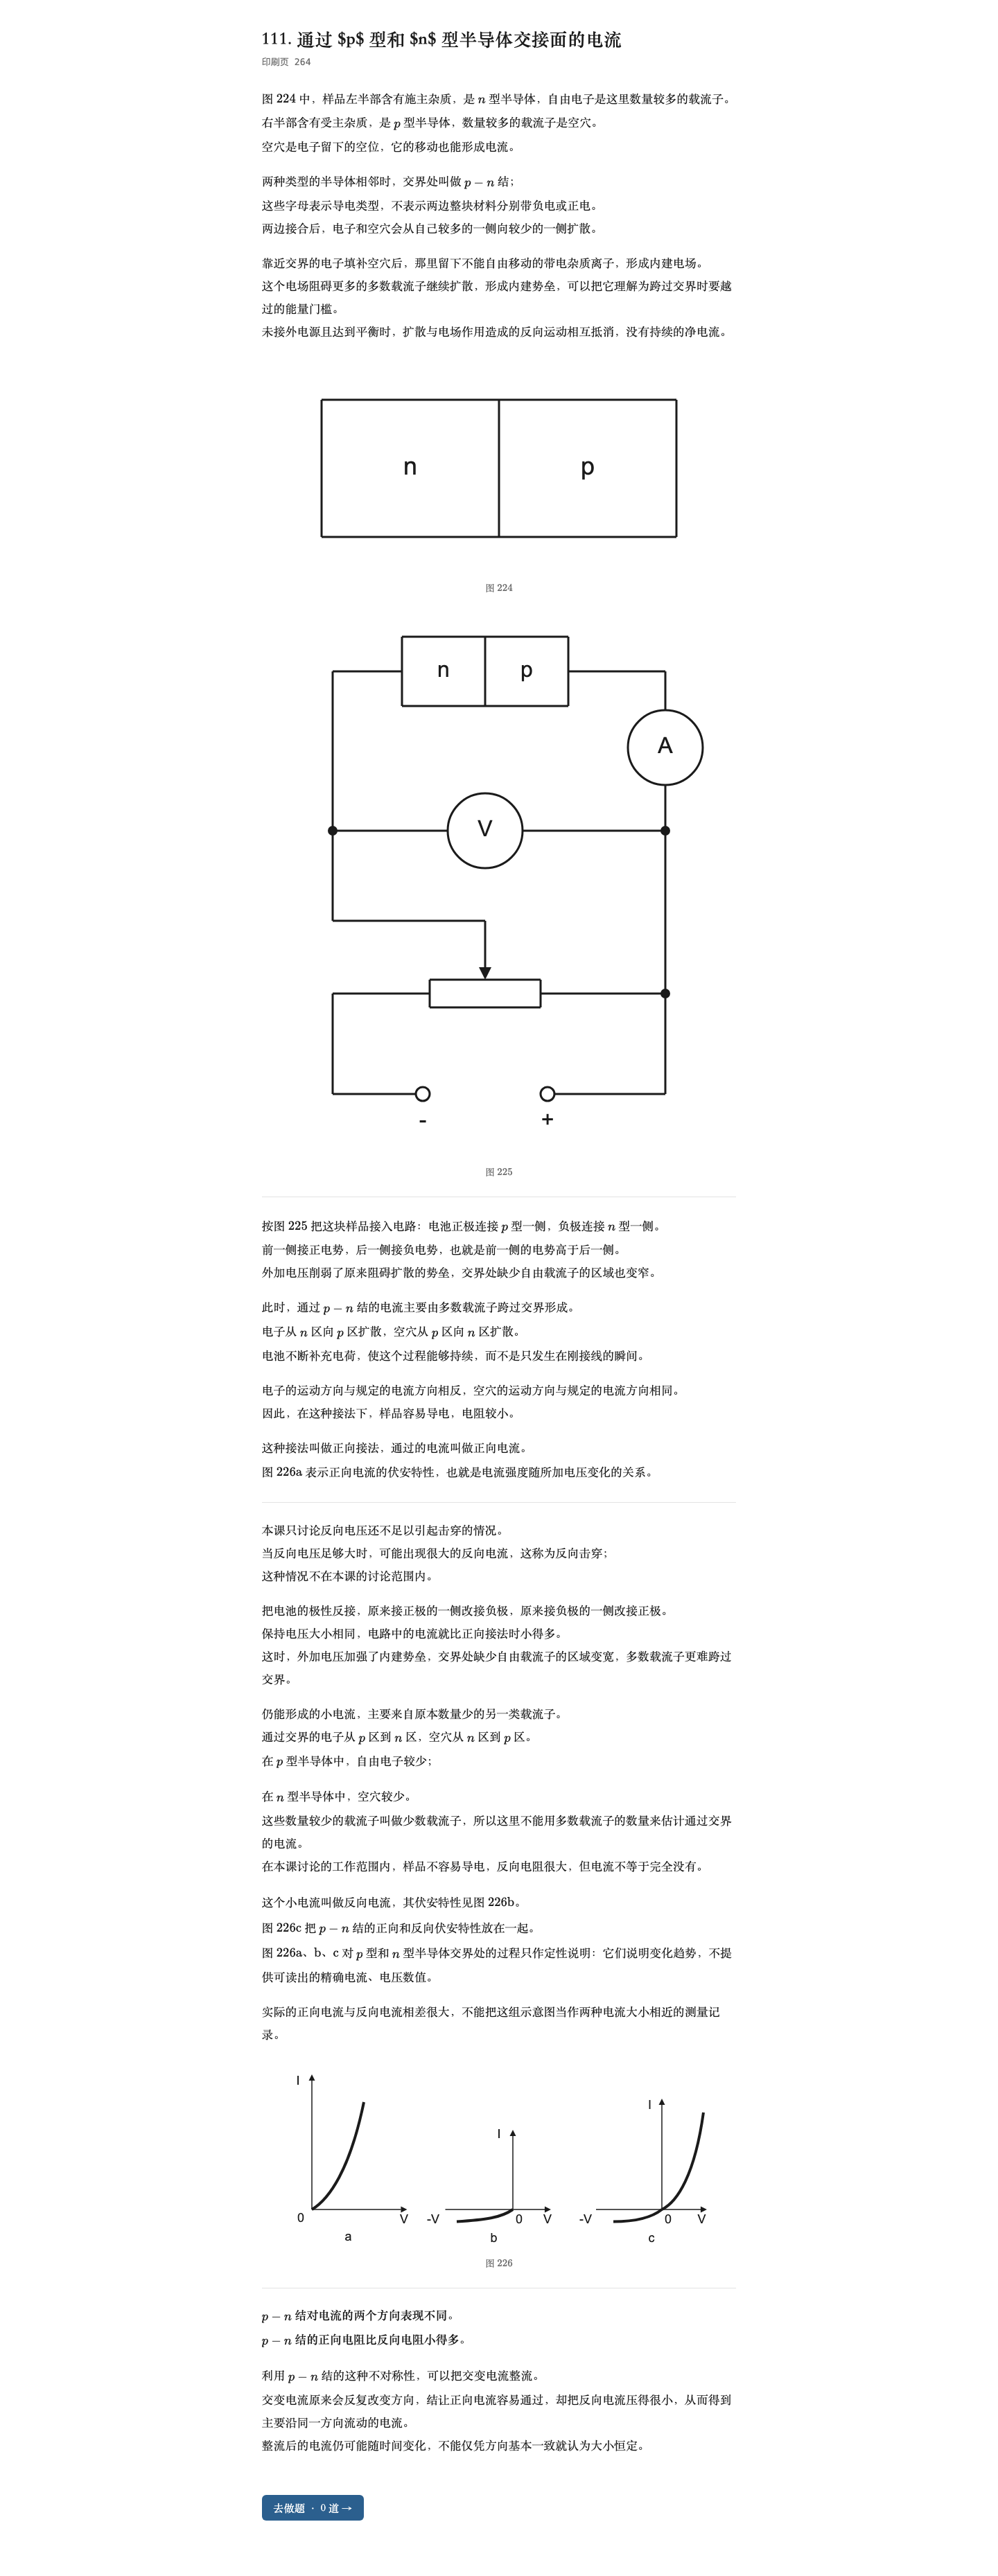 111. 通过 $p$ 型和 $n$ 型半导体交接面的电流
印刷页 264
图 224 中，样品左半部含有施主杂质，是 n 型半导体，自由电子是这里数量较多的载流子。
右半部含有受主杂质，是 p 型半导体，数量较多的载流子是空穴。
空穴是电子留下的空位，它的移动也能形成电流。
两种类型的半导体相邻时，交界处叫做 p − n 结；
这些字母表示导电类型，不表示两边整块材料分别带负电或正电。
两边接合后，电子和空穴会从自己较多的一侧向较少的一侧扩散。
靠近交界的电子填补空穴后，那里留下不能自由移动的带电杂质离子，形成内建电场。
这个电场阻碍更多的多数载流子继续扩散，形成内建势垒，可以把它理解为跨过交界时要越
过的能量门槛。
未接外电源且达到平衡时，扩散与电场作用造成的反向运动相互抵消，没有持续的净电流。
n p
图 224
n p
A
V
- +
图 225
按图 225 把这块样品接入电路：电池正极连接 p 型一侧，负极连接 n 型一侧。
前一侧接正电势，后一侧接负电势，也就是前一侧的电势高于后一侧。
外加电压削弱了原来阻碍扩散的势垒，交界处缺少自由载流子的区域也变窄。
此时，通过 p − n 结的电流主要由多数载流子跨过交界形成。
电子从 n 区向 p 区扩散，空穴从 p 区向 n 区扩散。
电池不断补充电荷，使这个过程能够持续，而不是只发生在刚接线的瞬间。
电子的运动方向与规定的电流方向相反，空穴的运动方向与规定的电流方向相同。
因此，在这种接法下，样品容易导电，电阻较小。
这种接法叫做正向接法，通过的电流叫做正向电流。
图 226a 表示正向电流的伏安特性，也就是电流强度随所加电压变化的关系。
本课只讨论反向电压还不足以引起击穿的情况。
当反向电压足够大时，可能出现很大的反向电流，这称为反向击穿；
这种情况不在本课的讨论范围内。
把电池的极性反接，原来接正极的一侧改接负极，原来接负极的一侧改接正极。
保持电压大小相同，电路中的电流就比正向接法时小得多。
这时，外加电压加强了内建势垒，交界处缺少自由载流子的区域变宽，多数载流子更难跨过
交界。
仍能形成的小电流，主要来自原本数量少的另一类载流子。
通过交界的电子从 p 区到 n 区，空穴从 n 区到 p 区。
在 p 型半导体中，自由电子较少；
在 n 型半导体中，空穴较少。
这些数量较少的载流子叫做少数载流子，所以这里不能用多数载流子的数量来估计通过交界
的电流。
在本课讨论的工作范围内，样品不容易导电，反向电阻很大，但电流不等于完全没有。
这个小电流叫做反向电流，其伏安特性见图 226b。
图 226c 把 p − n 结的正向和反向伏安特性放在一起。
图 226a、b、c 对 p 型和 n 型半导体交界处的过程只作定性说明：它们说明变化趋势，不提
供可读出的精确电流、电压数值。
实际的正向电流与反向电流相差很大，不能把这组示意图当作两种电流大小相近的测量记
录。
I 0 V a
I -V 0 V b
I -V 0 V c
图 226
p − n 结对电流的两个方向表现不同。
p − n 结的正向电阻比反向电阻小得多。
利用 p − n 结的这种不对称性，可以把交变电流整流。
交变电流原来会反复改变方向，结让正向电流容易通过，却把反向电流压得很小，从而得到
主要沿同一方向流动的电流。
整流后的电流仍可能随时间变化，不能仅凭方向基本一致就认为大小恒定。
去做题 · 0 道 →